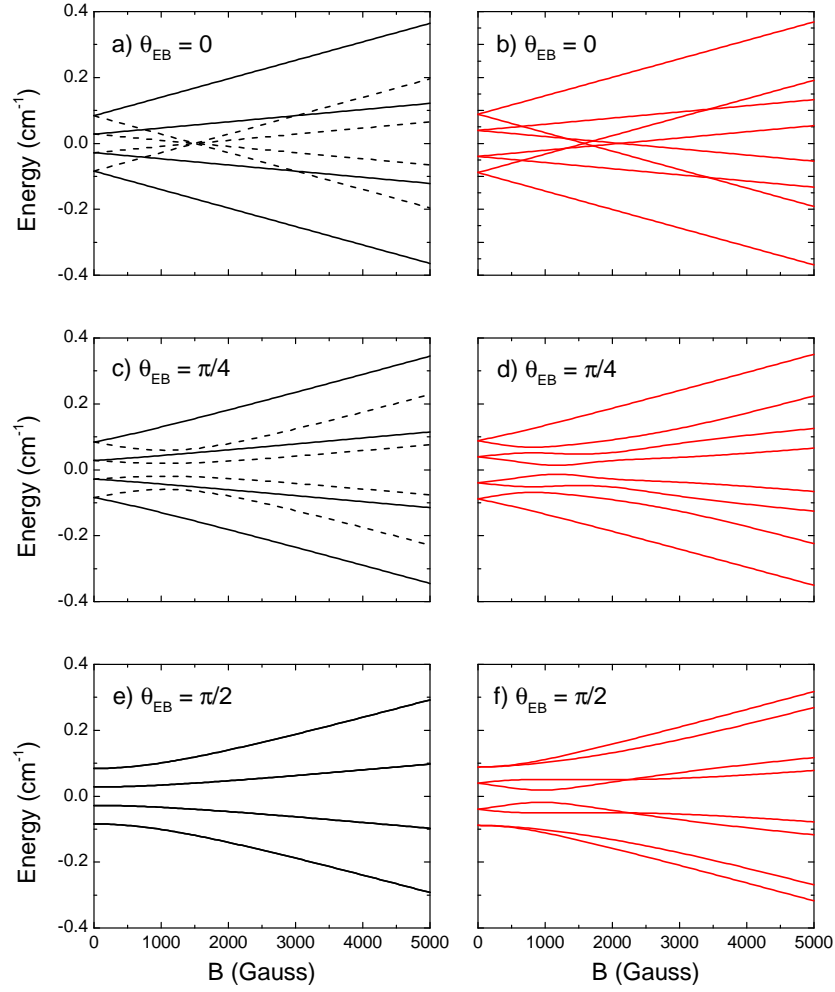 a) θEB = 0
b) θEB = 0
0.4
0.2
0.0
-0.2
-0.4
Energy (cm-1)
c) θEB = π/4
d) θEB = π/4
0.4
0.2
0.0
-0.2
-0.4
Energy (cm-1)
e) θEB = π/2
f) θEB = π/2
0.4
0.2
0.0
-0.2
-0.4
Energy (cm-1)
0 1000 2000 3000 4000 5000
0 1000 2000 3000 4000 5000
B (Gauss)
B (Gauss)